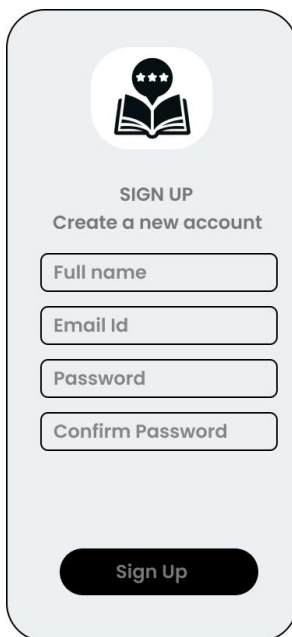 SIGN UP
Create a new account
Full name
Email Id
Password
Confirm Password
Sign Up